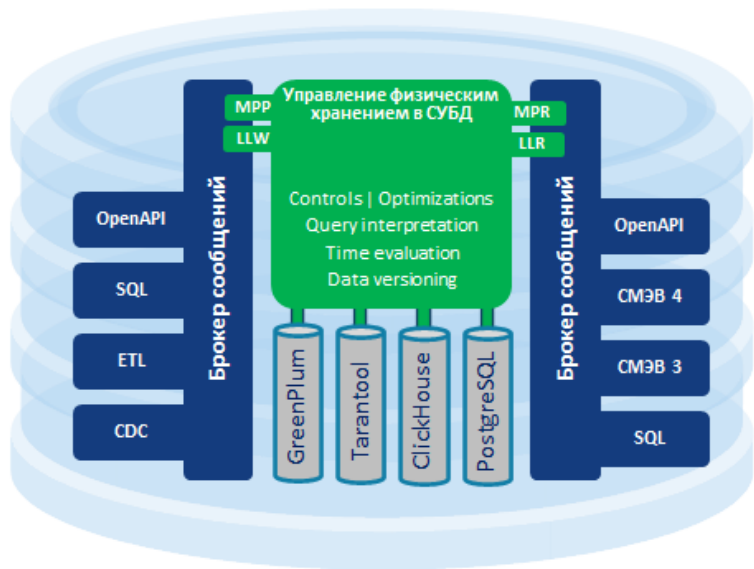 Управление физическим
хранением в СУБД
MPP
LLW
MPR
LLR
Controls | Optimizations
Query interpretation
Time evaluation
Data versioning
Брокер сообщений
OpenAPI
SQL
ETL
CDC
GreenPlum
Tarantool
ClickHouse
PostgreSQL
Брокер сообщений
OpenAPI
СМЭВ 4
СМЭВ 3
SQL